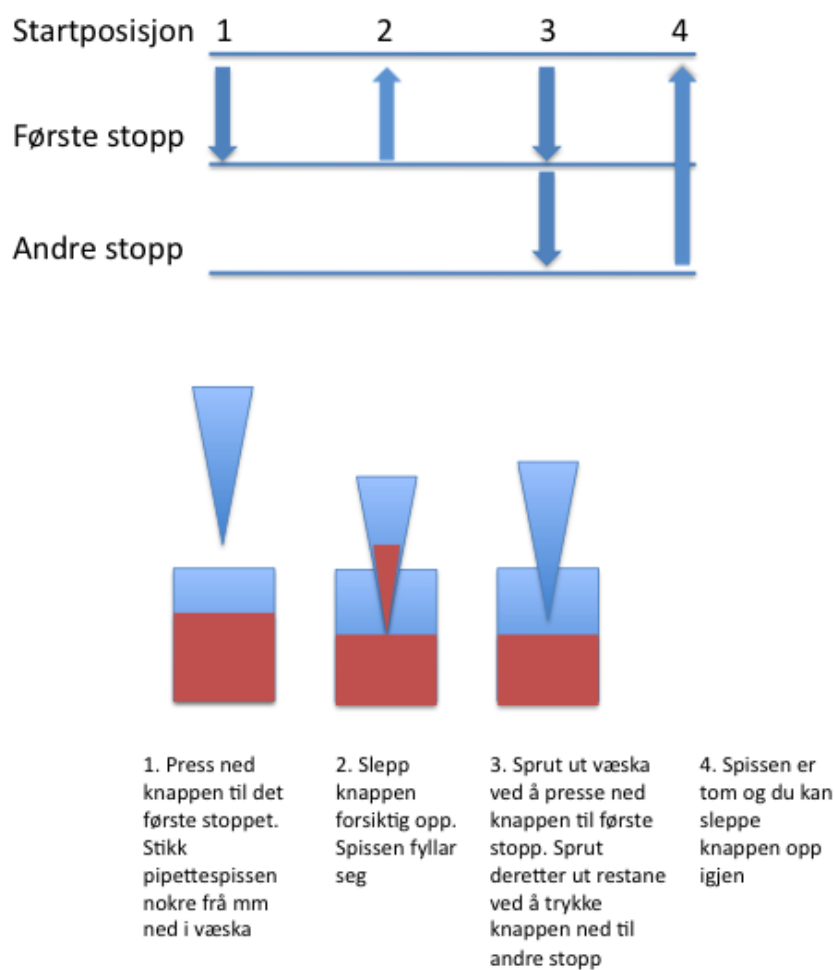 Startposisjon 1 2 3 4
Første stopp
Andre stopp
1. Press ned
knappen til det
første stoppet.
Stikk
pipettespissen
nokre frå mm
ned i væska
2. Slepp
knappen
forsiktig opp.
Spissen fyllar
seg
3. Sprut ut væska
ved å presse ned
knappen til første
stopp. Sprut
deretter ut restane
ved å trykke
knappen ned til
andre stopp
4. Spissen er
tom og du kan
sleppe
knappen opp
igjen